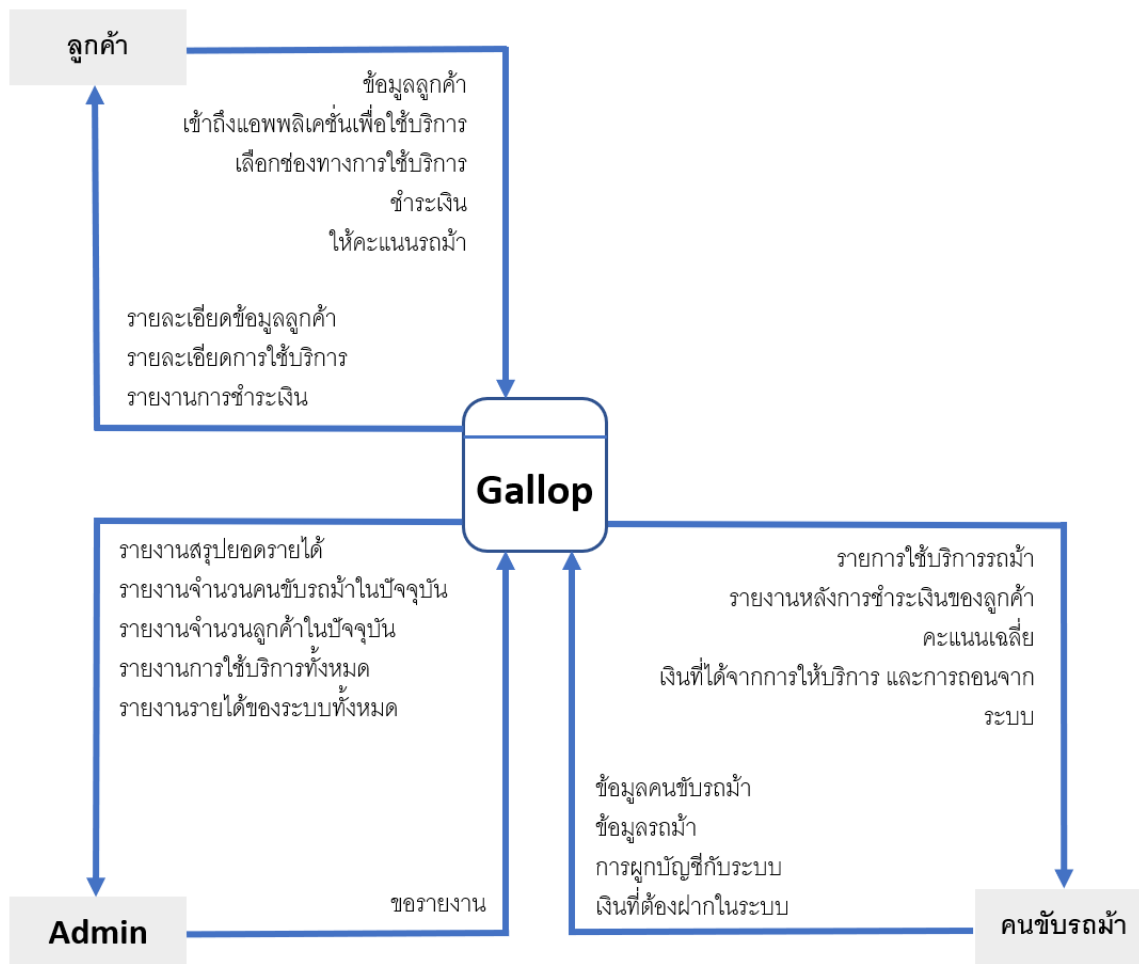 ลูกค้า
ข้อมูลลูกค้า
เข้าถึงแอพพลิเคชั่นเพื่อใช้บริการ
เลือกช่องทางการใช้บริการ
ชำระเงิน
ให้คะแนนรถม้า
รายละเอียดข้อมูลลูกค้า
รายละเอียดการใช้บริการ
รายงานการชำระเงิน
Gallop
รายงานสรุปยอดรายได้
รายงานจำนวนคนขับรถม้าในปัจจุบัน
รายงานจำนวนลูกค้าในปัจจุบัน
รายงานการใช้บริการทั้งหมด
รายงานรายได้ของระบบทั้งหมด
รายการใช้บริการรถม้า
รายงานหลังการชำระเงินของลูกค้า
คะแนนเฉลี่ย
เงินที่ได้จากการให้บริการ และการถอนจาก
ระบบ
ข้อมูลคนขับรถม้า
ข้อมูลรถม้า
การผูกบัญชีกับระบบ
เงินที่ต้องฝากในระบบ
ขอรายงาน
Admin
คนขับรถม้า